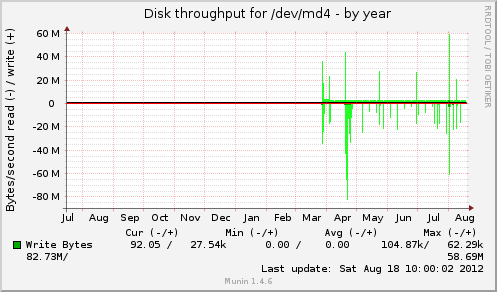 Disk throughput for /dev/md4 - by year
RRDTOOL / TOBI OETIKER
Bytes/second read (-) / write (+)
60 M
40 M
20 M
0
-20 M
-40 M
-60 M
-80 M
Jul Aug Sep Oct Nov Dec Jan Feb Mar Apr May Jun Jul Aug
Cur (-/+) Min (-/+) Avg (-/+) Max (-/+)
Write Bytes 92.05 / 27.54k 0.00 / 0.00 104.87k/ 62.29k
82.73M/ 58.69M
Last update: Sat Aug 18 10:00:02 2012
Munin 1.4.6